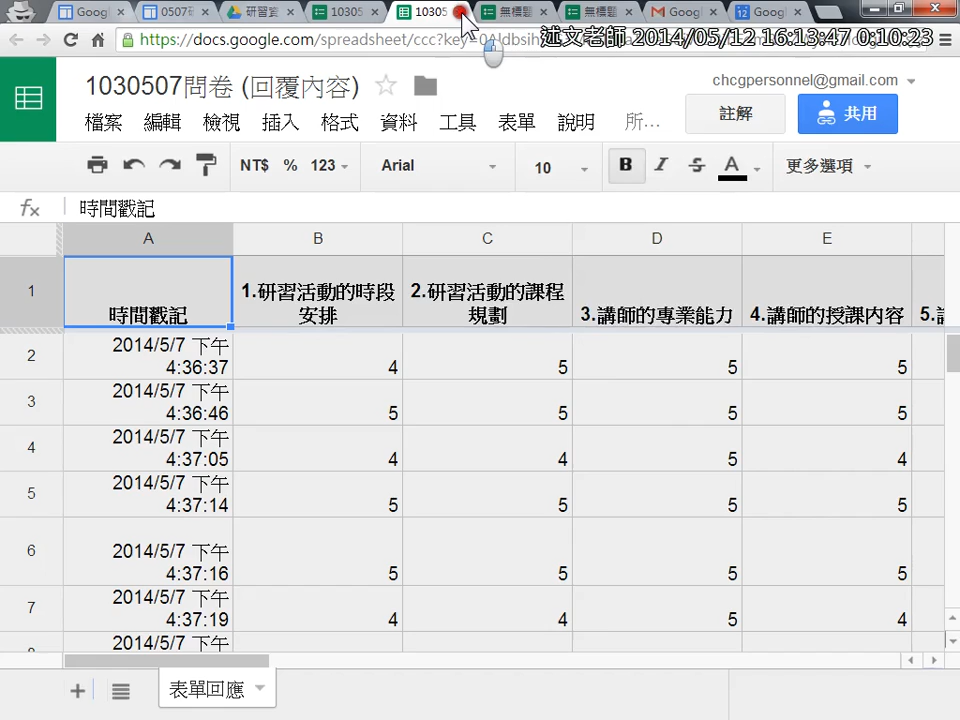 Goog
0507研
研習資
10305
10305
無標題
無標題
Goog
Goog
https://docs.google.com/spreadsheet/ccc?key=0Aldbsih
述文老師 2014/05/12 16:13:47 0:10:23
1030507問卷 (回覆內容)
chcgpersonnel@gmail.com
檔案 編輯 檢視 插入 格式 資料 工具 表單 說明 所…
註解
共用
NT$ % 123 Arial 10 B I S A 更多選項
fx 時間戳記
A B C D E
1 時間戳記 1.研習活動的時段安排 2.研習活動的課程規劃 3.講師的專業能力 4.講師的授課內容 5.
2 2014/5/7 下午 4:36:37 4 5 5 5
3 2014/5/7 下午 4:36:46 5 5 5 5
4 2014/5/7 下午 4:37:05 4 4 5 4
5 2014/5/7 下午 4:37:14 5 5 5 5
6 2014/5/7 下午 4:37:16 5 5 5 5
7 2014/5/7 下午 4:37:19 4 4 5 4
2014/5/7 下午
表單回應